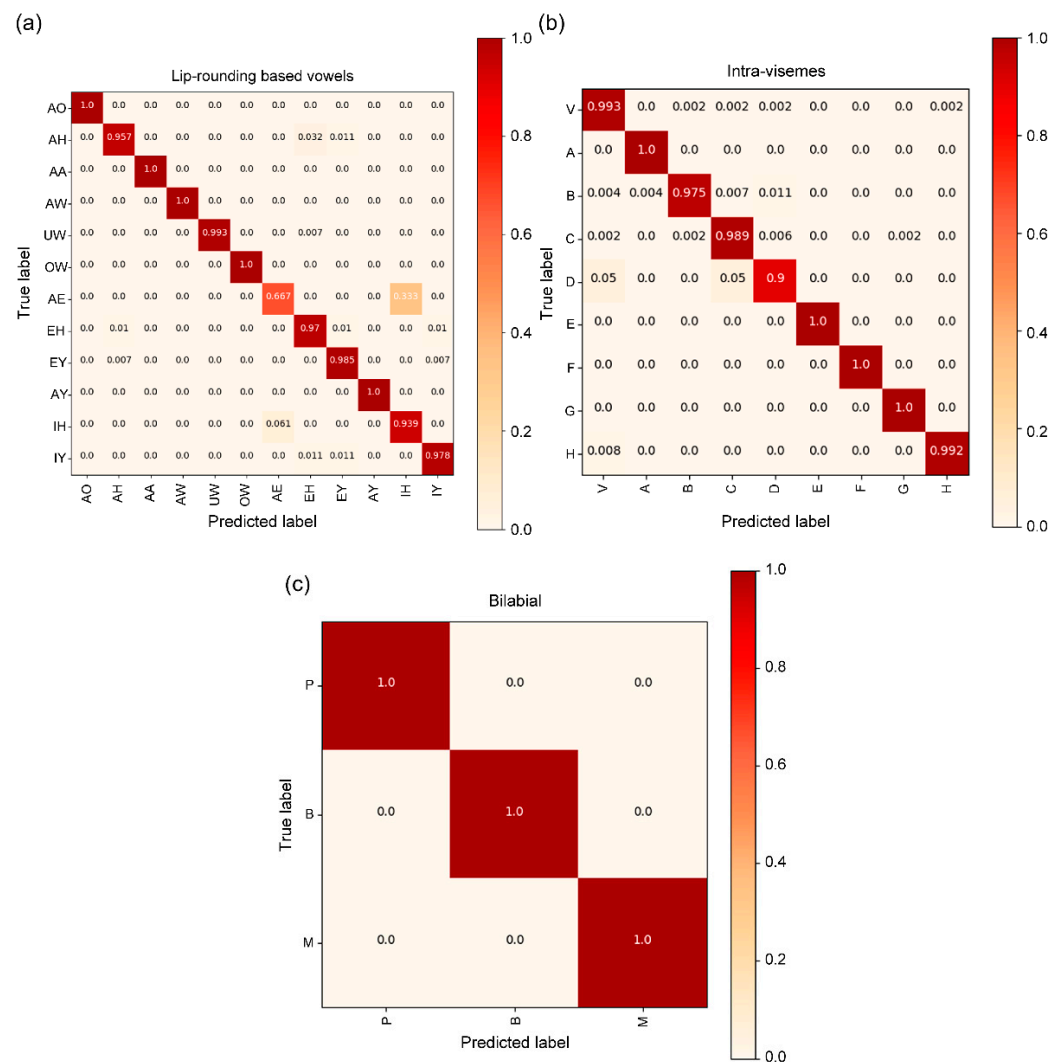 (a)
Lip-rounding based vowels
AO 1.0 0.0 0.0 0.0 0.0 0.0 0.0 0.0 0.0 0.0 0.0 0.0
AH 0.0 0.957 0.0 0.0 0.0 0.0 0.0 0.032 0.011 0.0 0.0 0.0
AA 0.0 0.0 1.0 0.0 0.0 0.0 0.0 0.0 0.0 0.0 0.0 0.0
AW 0.0 0.0 0.0 1.0 0.0 0.0 0.0 0.0 0.0 0.0 0.0 0.0
UW 0.0 0.0 0.0 0.0 0.993 0.0 0.0 0.007 0.0 0.0 0.0 0.0
OW 0.0 0.0 0.0 0.0 0.0 1.0 0.0 0.0 0.0 0.0 0.0 0.0
AE 0.0 0.0 0.0 0.0 0.0 0.0 0.667 0.0 0.0 0.0 0.333 0.0
EH 0.0 0.01 0.0 0.0 0.0 0.0 0.0 0.97 0.01 0.0 0.0 0.01
EY 0.0 0.007 0.0 0.0 0.0 0.0 0.0 0.0 0.985 0.0 0.0 0.007
AY 0.0 0.0 0.0 0.0 0.0 0.0 0.0 0.0 0.0 1.0 0.0 0.0
IH 0.0 0.0 0.0 0.0 0.0 0.0 0.061 0.0 0.0 0.0 0.939 0.0
IY 0.0 0.0 0.0 0.0 0.0 0.0 0.0 0.011 0.011 0.0 0.0 0.978
AO AH AA AW UW OW AE EH EY AY IH IY
True label
Predicted label
1.0
0.8
0.6
0.4
0.2
0.0
(b)
Intra-visemes
V 0.993 0.0 0.002 0.002 0.002 0.0 0.0 0.0 0.002
A 0.0 1.0 0.0 0.0 0.0 0.0 0.0 0.0 0.0
B 0.004 0.004 0.975 0.007 0.011 0.0 0.0 0.0 0.0
C 0.002 0.0 0.002 0.989 0.006 0.0 0.0 0.002 0.0
D 0.05 0.0 0.0 0.05 0.9 0.0 0.0 0.0 0.0
E 0.0 0.0 0.0 0.0 0.0 1.0 0.0 0.0 0.0
F 0.0 0.0 0.0 0.0 0.0 0.0 1.0 0.0 0.0
G 0.0 0.0 0.0 0.0 0.0 0.0 0.0 1.0 0.0
H 0.008 0.0 0.0 0.0 0.0 0.0 0.0 0.0 0.992
V A B C D E F G H
True label
Predicted label
1.0
0.8
0.6
0.4
0.2
0.0
(c)
Bilabial
P 1.0 0.0 0.0
B 0.0 1.0 0.0
M 0.0 0.0 1.0
P B M
True label
Predicted label
1.0
0.8
0.6
0.4
0.2
0.0